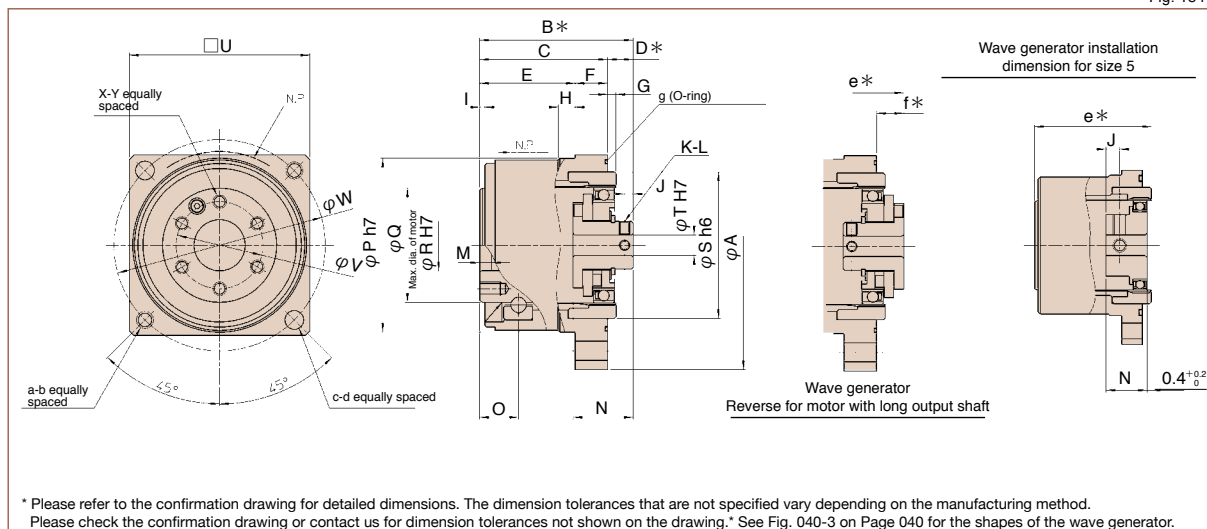 □U
X-Y equally
spaced
N.P
φW
φV
a-b equally
spaced
45°
45°
c-d equally spaced
B*
C
D*
E
F
G
I
H
g (O-ring)
N.P
K-L
J
φP h7
φQ
Max. dia. of motor
φR H7
M
φT H7
φS h6
φA
O
N
e*
f*
Wave generator
Reverse for motor with long output shaft
Wave generator installation
dimension for size 5
e*
J
N
0.4 +0.2 0
* Please refer to the confirmation drawing for detailed dimensions. The dimension tolerances that are not specified vary depending on the manufacturing method.
Please check the confirmation drawing or contact us for dimension tolerances not shown on the drawing.* See Fig. 040-3 on Page 040 for the shapes of the wave generator.